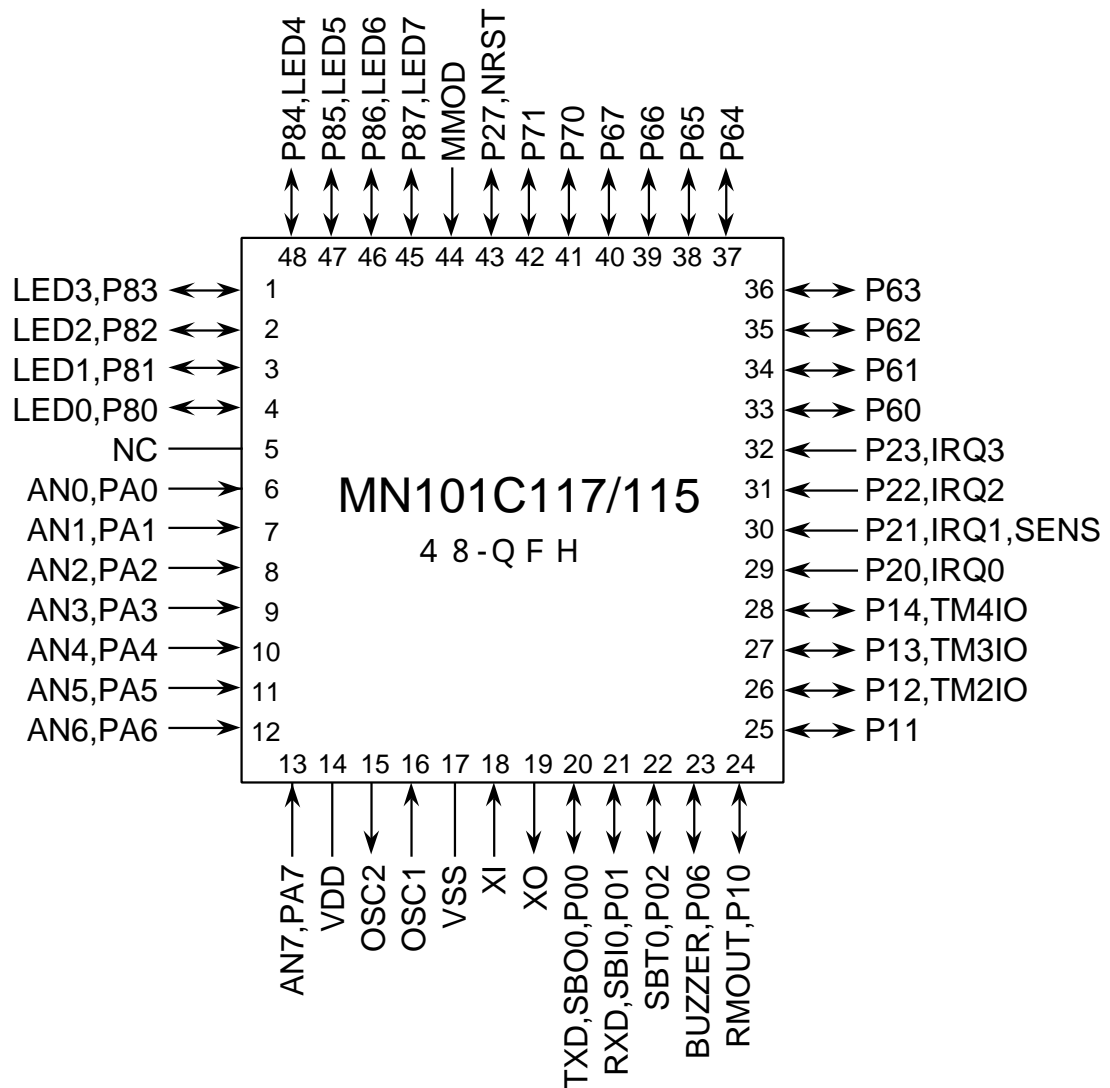 P84,LED4
P85,LED5
P86,LED6
P87,LED7
MMOD
P27,NRST
P71
P70
P67
P66
P65
P64
48
47
46
45
44
43
42
41
40
39
38
37
LED3,P83
1
36
P63
LED2,P82
2
35
P62
LED1,P81
3
34
P61
LED0,P80
4
33
P60
NC
5
32
P23,IRQ3
AN0,PA0
6
31
P22,IRQ2
AN1,PA1
7
30
P21,IRQ1,SENS
AN2,PA2
8
29
P20,IRQ0
AN3,PA3
9
28
P14,TM4IO
AN4,PA4
10
27
P13,TM3IO
AN5,PA5
11
26
P12,TM2IO
AN6,PA6
12
25
P11
MN101C117/115
48-QFH
13
14
15
16
17
18
19
20
21
22
23
24
AN7,PA7
VDD
OSC2
OSC1
VSS
XI
XO
TXD,SBO0,P00
RXD,SBI0,P01
SBT0,P02
BUZZER,P06
RMOUT,P10